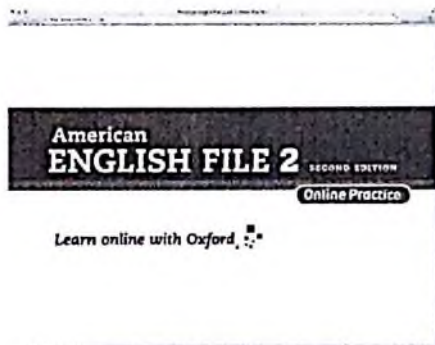 American
ENGLISH FILE 2 SECOND EDITION
Online Practice
Learn online with Oxford